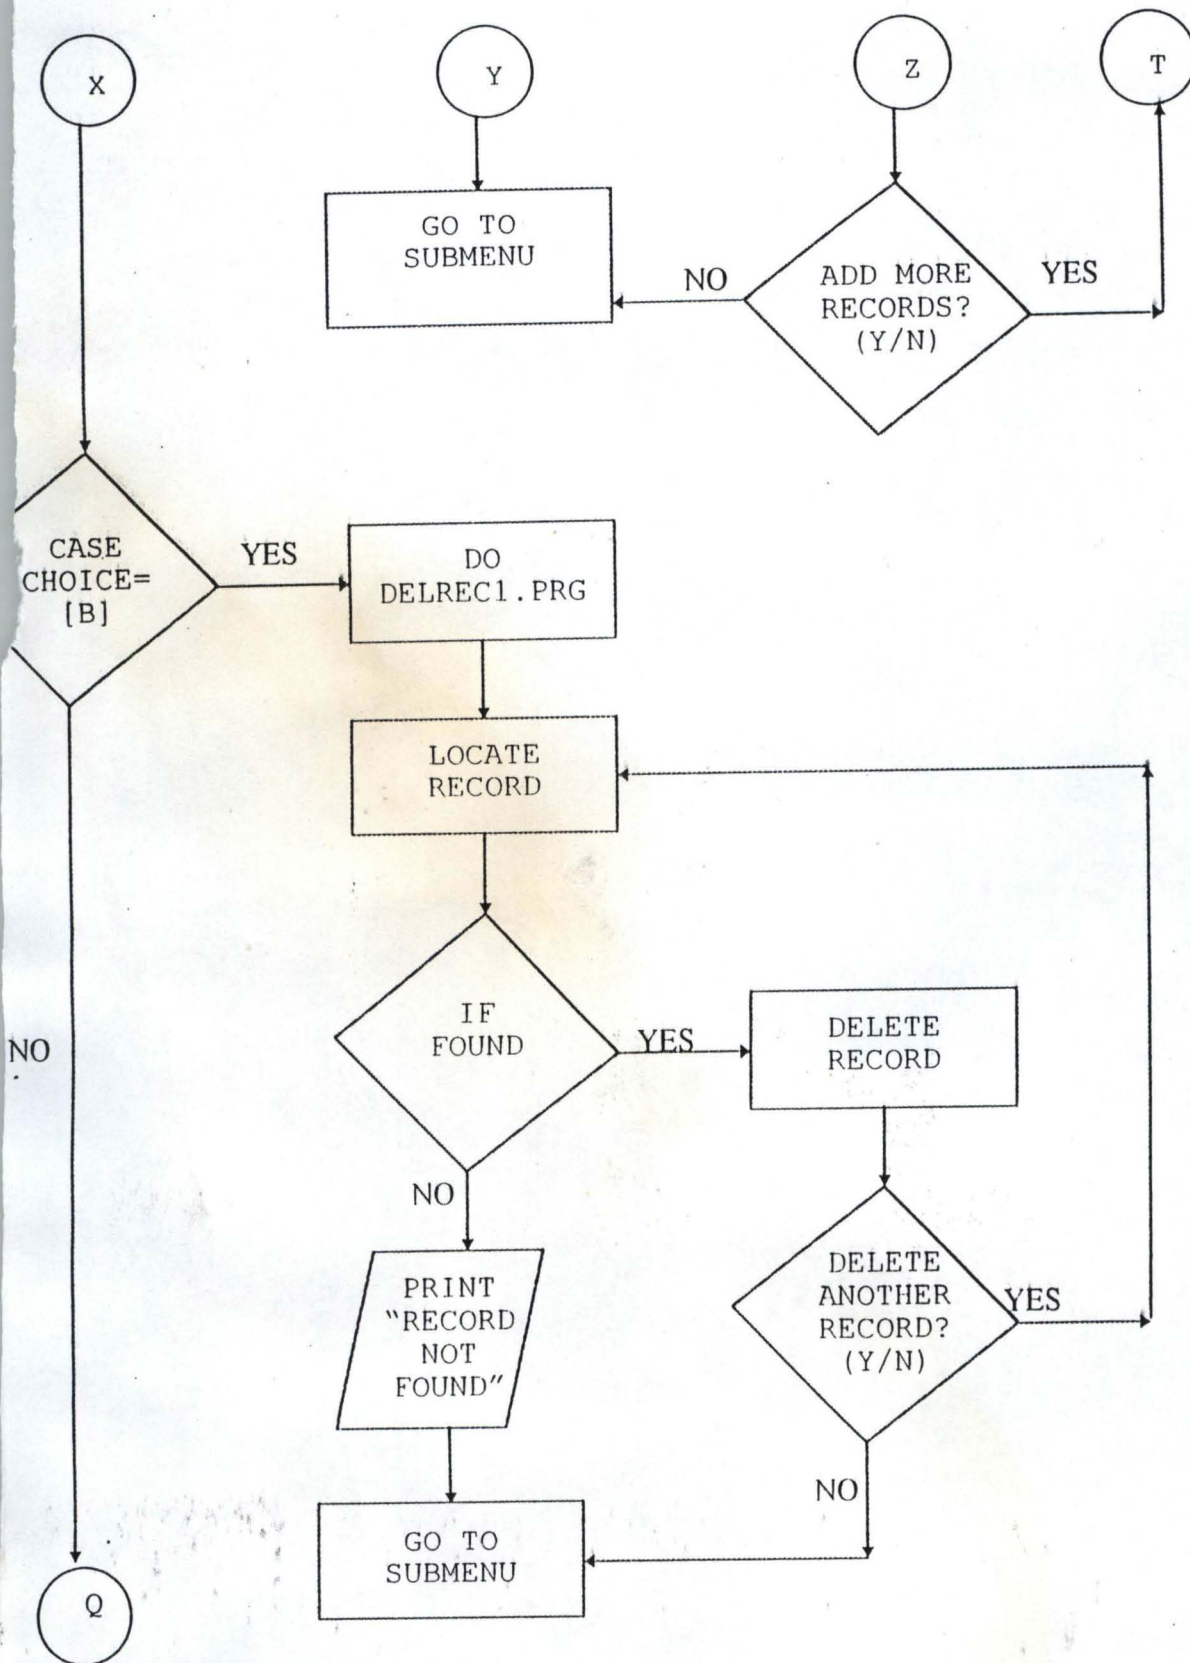 X
Y
Z
T
GO TO
SUBMENU
NO
ADD MORE
RECORDS?
(Y/N)
YES
CASE
CHOICE=
[B]
YES
DO
DELREC1.PRG
LOCATE
RECORD
IF
FOUND
YES
DELETE
RECORD
NO
NO
PRINT
"RECORD
NOT
FOUND"
DELETE
ANOTHER
RECORD?
(Y/N)
YES
NO
GO TO
SUBMENU
Q